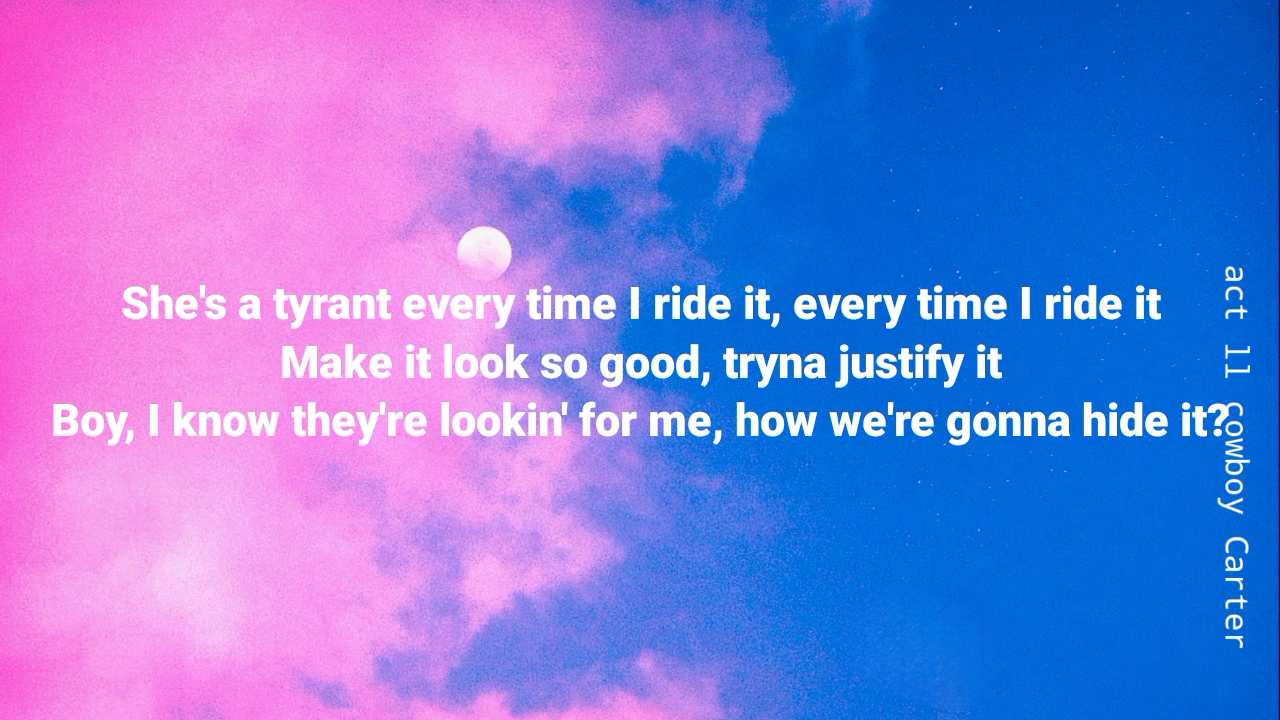 She's a tyrant every time I ride it, every time I ride it
Make it look so good, tryna justify it
Boy, I know they're lookin' for me, how we're gonna hide it?
act ll cowboy Carter